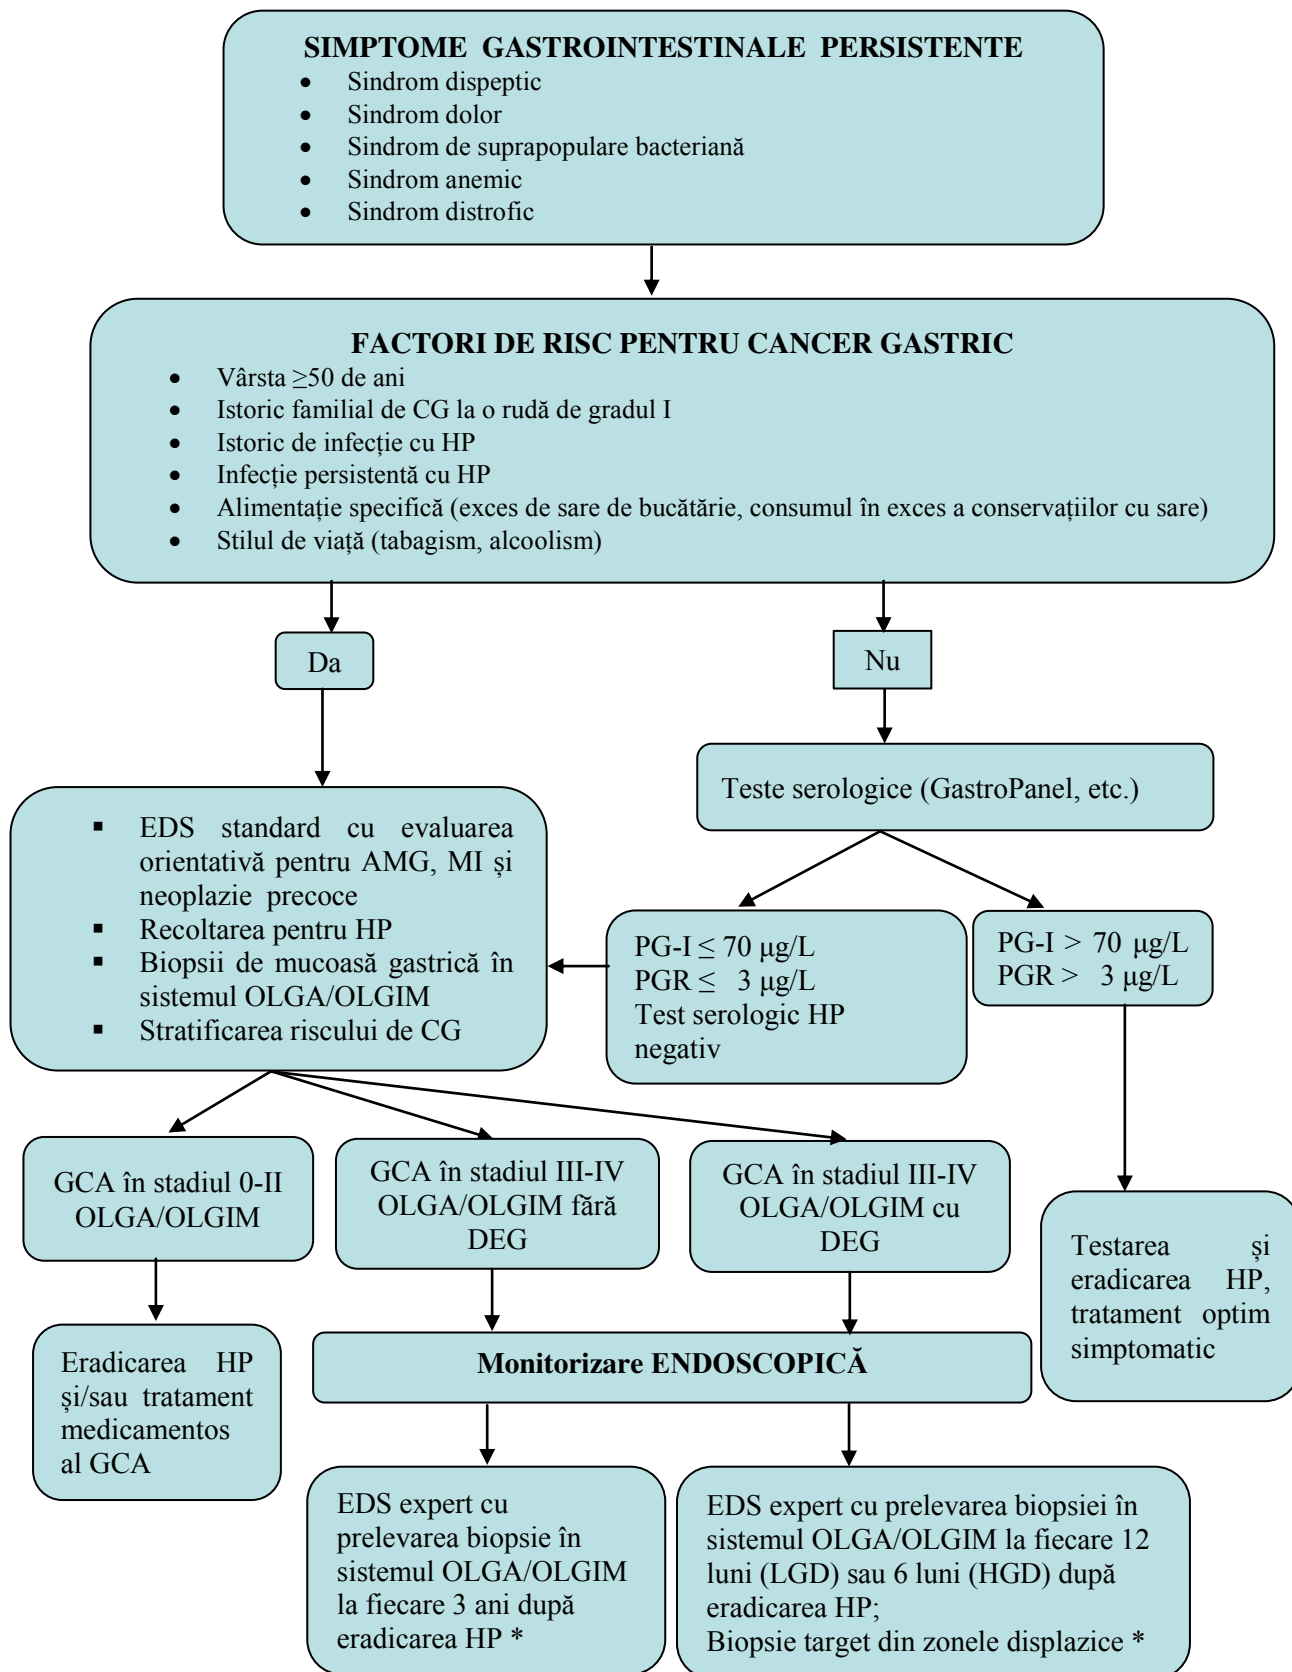 SIMPTOME GASTROINTESTINALE PERSISTENTE
• Sindrom dispeptic
• Sindrom dolor
• Sindrom de suprapopulare bacteriană
• Sindrom anemic
• Sindrom distrofic
FACTORI DE RISC PENTRU CANCER GASTRIC
• Vârsta ≥50 de ani
• Istoric familial de CG la o rudă de gradul I
• Istoric de infecție cu HP
• Infecție persistentă cu HP
• Alimentație specifică (exces de sare de bucătărie, consumul în exces a conservațiilor cu sare)
• Stilul de viață (tabagism, alcoolism)
Da
Nu
Teste serologice (GastroPanel, etc.)
▪ EDS standard cu evaluarea
orientativă pentru AMG, MI și
neoplazie precoce
▪ Recoltarea pentru HP
▪ Biopsii de mucoasă gastrică în
sistemul OLGA/OLGIM
▪ Stratificarea riscului de CG
PG-I ≤ 70 μg/L
PGR ≤ 3 μg/L
Test serologic HP
negativ
PG-I > 70 μg/L
PGR > 3 μg/L
GCA în stadiul 0-II
OLGA/OLGIM
GCA în stadiul III-IV
OLGA/OLGIM fără
DEG
GCA în stadiul III-IV
OLGA/OLGIM cu
DEG
Testarea și
eradicarea HP,
tratament optim
simptomatic
Eradicarea HP
și/sau tratament
medicamentos
al GCA
Monitorizare ENDOSCOPICĂ
EDS expert cu
prelevarea biopsie în
sistemul OLGA/OLGIM
la fiecare 3 ani după
eradicarea HP *
EDS expert cu prelevarea biopsiei în
sistemul OLGA/OLGIM la fiecare 12
luni (LGD) sau 6 luni (HGD) după
eradicarea HP;
Biopsie target din zonele displazice *